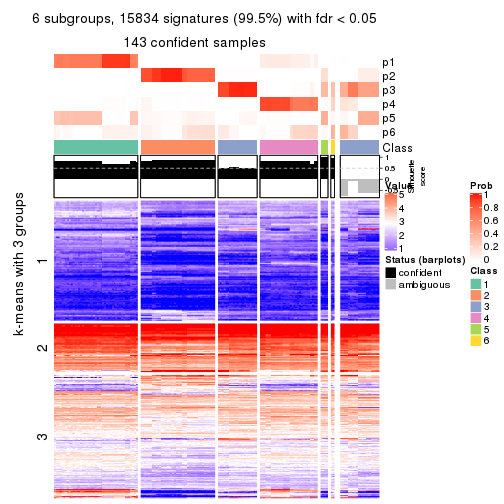 6 subgroups, 15834 signatures (99.5%) with fdr < 0.05
143 confident samples
p1
p2
p3
p4
p5
p6
Class
1
0.5
0
-0.5
Silhouette
score
k-means with 3 groups
1
2
3
Value
5
4
3
2
1
Status (barplots)
confident
ambiguous
Prob
1
0.8
0.6
0.4
0.2
0
Class
1
2
3
4
5
6